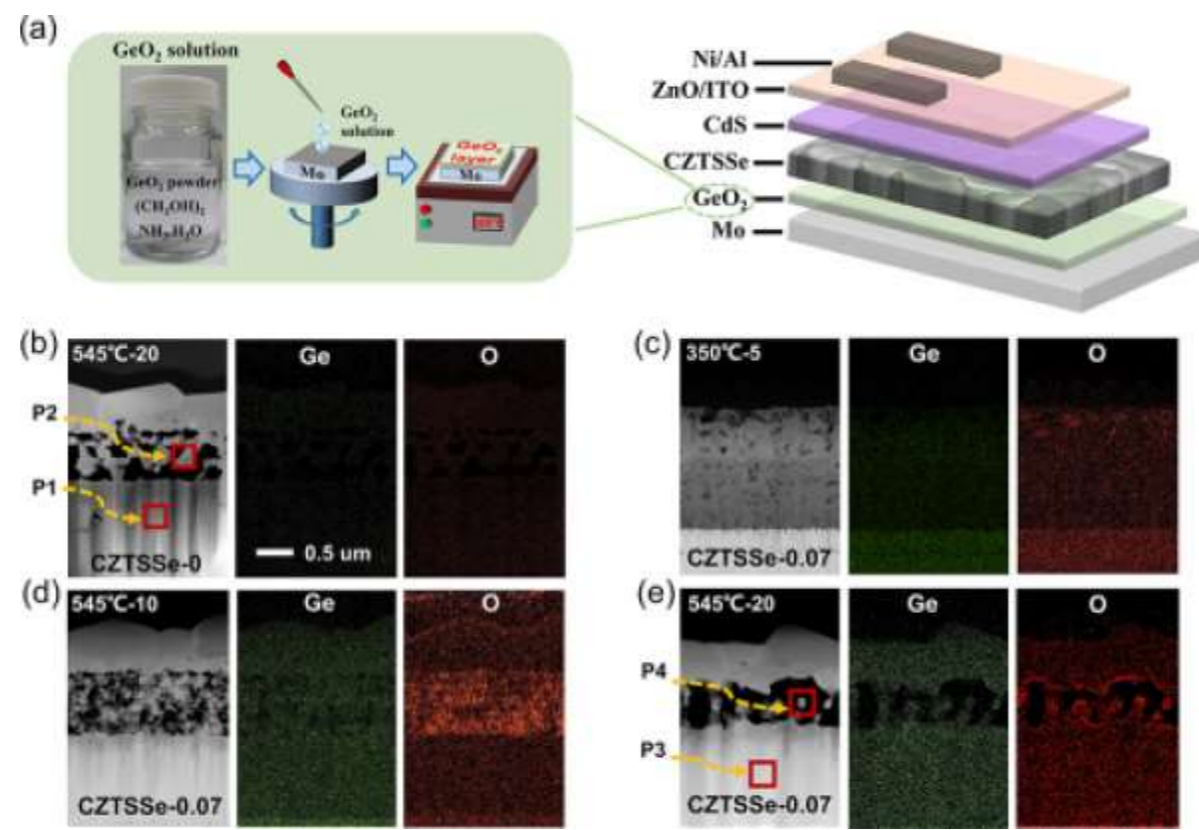 (a)
GeO₂ solution
GeO₂ powder
(CH₂OH)₂
NH₃.H₂O
GeO₂
solution
Mo
GeO₂
layer
Mo
Ni/Al
ZnO/ITO
CdS
CZTSSe
GeO₂
Mo
(b)
545℃-20
Ge
O
P2
P1
CZTSSe-0
0.5 um
(c)
350℃-5
Ge
O
CZTSSe-0.07
(d)
545℃-10
Ge
O
CZTSSe-0.07
(e)
545℃-20
Ge
O
P4
P3
CZTSSe-0.07